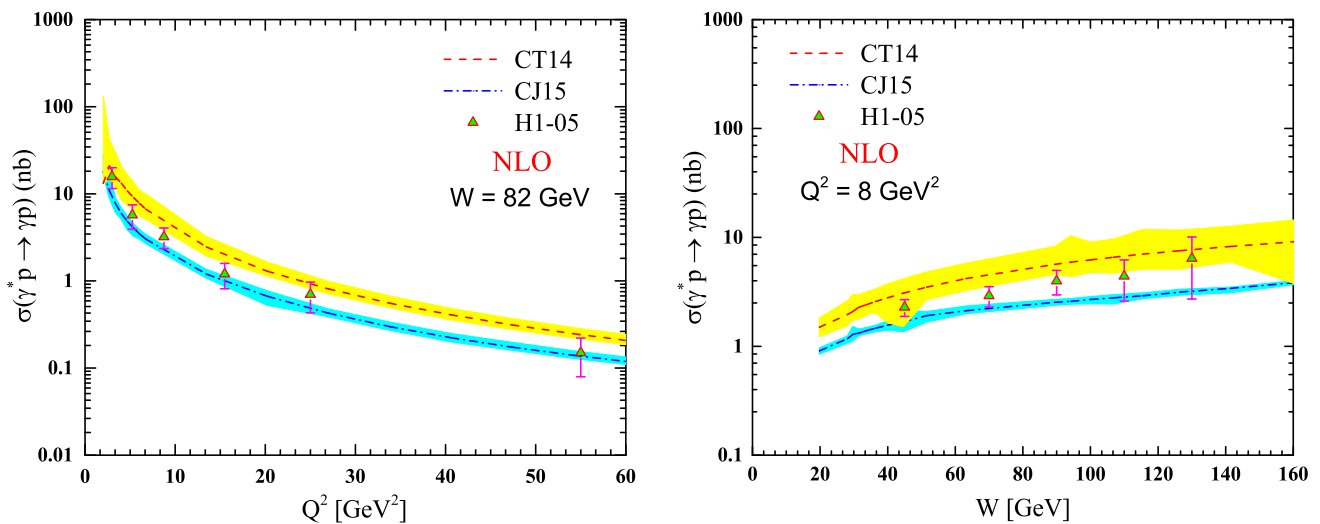 1000
100
10
1
0.1
0.01
σ(γ* p → γp) (nb)
CT14
CJ15
H1-05
NLO
W = 82 GeV
0 10 20 30 40 50 60
Q² [GeV²]
1000
100
10
1
0.1
σ(γ* p → γp) (nb)
CT14
CJ15
H1-05
NLO
Q² = 8 GeV²
0 20 40 60 80 100 120 140 160
W [GeV]